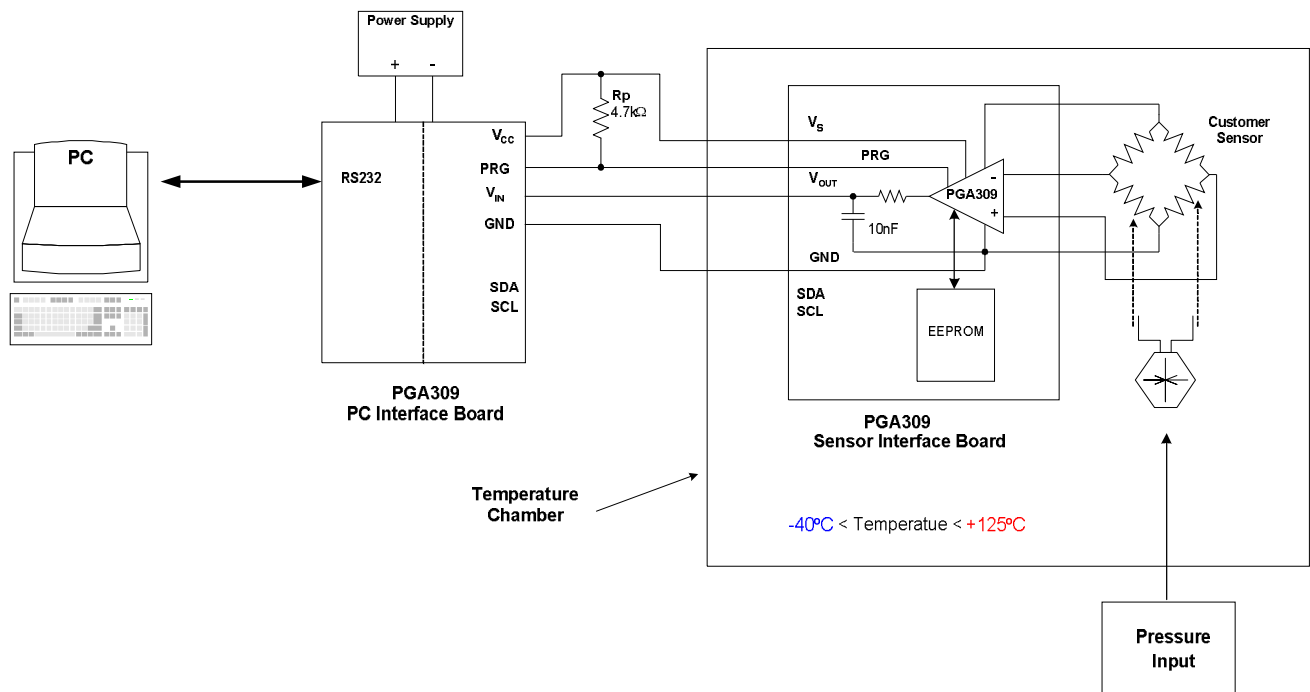 Power Supply
+ -
PC
RS232
VCC
PRG
VIN
GND
SDA
SCL
PGA309
PC Interface Board
Rp
4.7kΩ
VS
PRG
VOUT
10nF
GND
SDA
SCL
PGA309
-
+
EEPROM
PGA309
Sensor Interface Board
Customer
Sensor
Temperature
Chamber
-40ºC < Temperatue < +125ºC
Pressure
Input